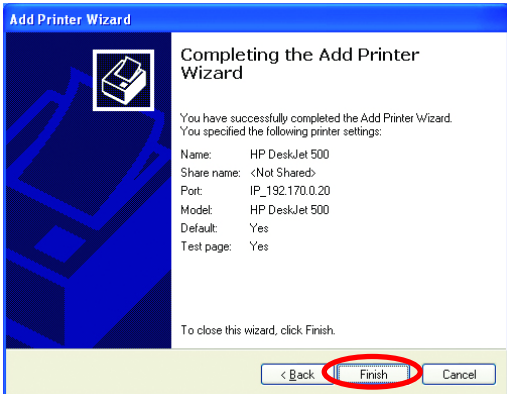 Add Printer Wizard
Completing the Add Printer
Wizard
You have successfully completed the Add Printer Wizard.
You specified the following printer settings:
Name: HP DeskJet 500
Share name: <Not Shared>
Port: IP_192.170.0.20
Model: HP DeskJet 500
Default: Yes
Test page: Yes
To close this wizard, click Finish.
< Back Finish Cancel